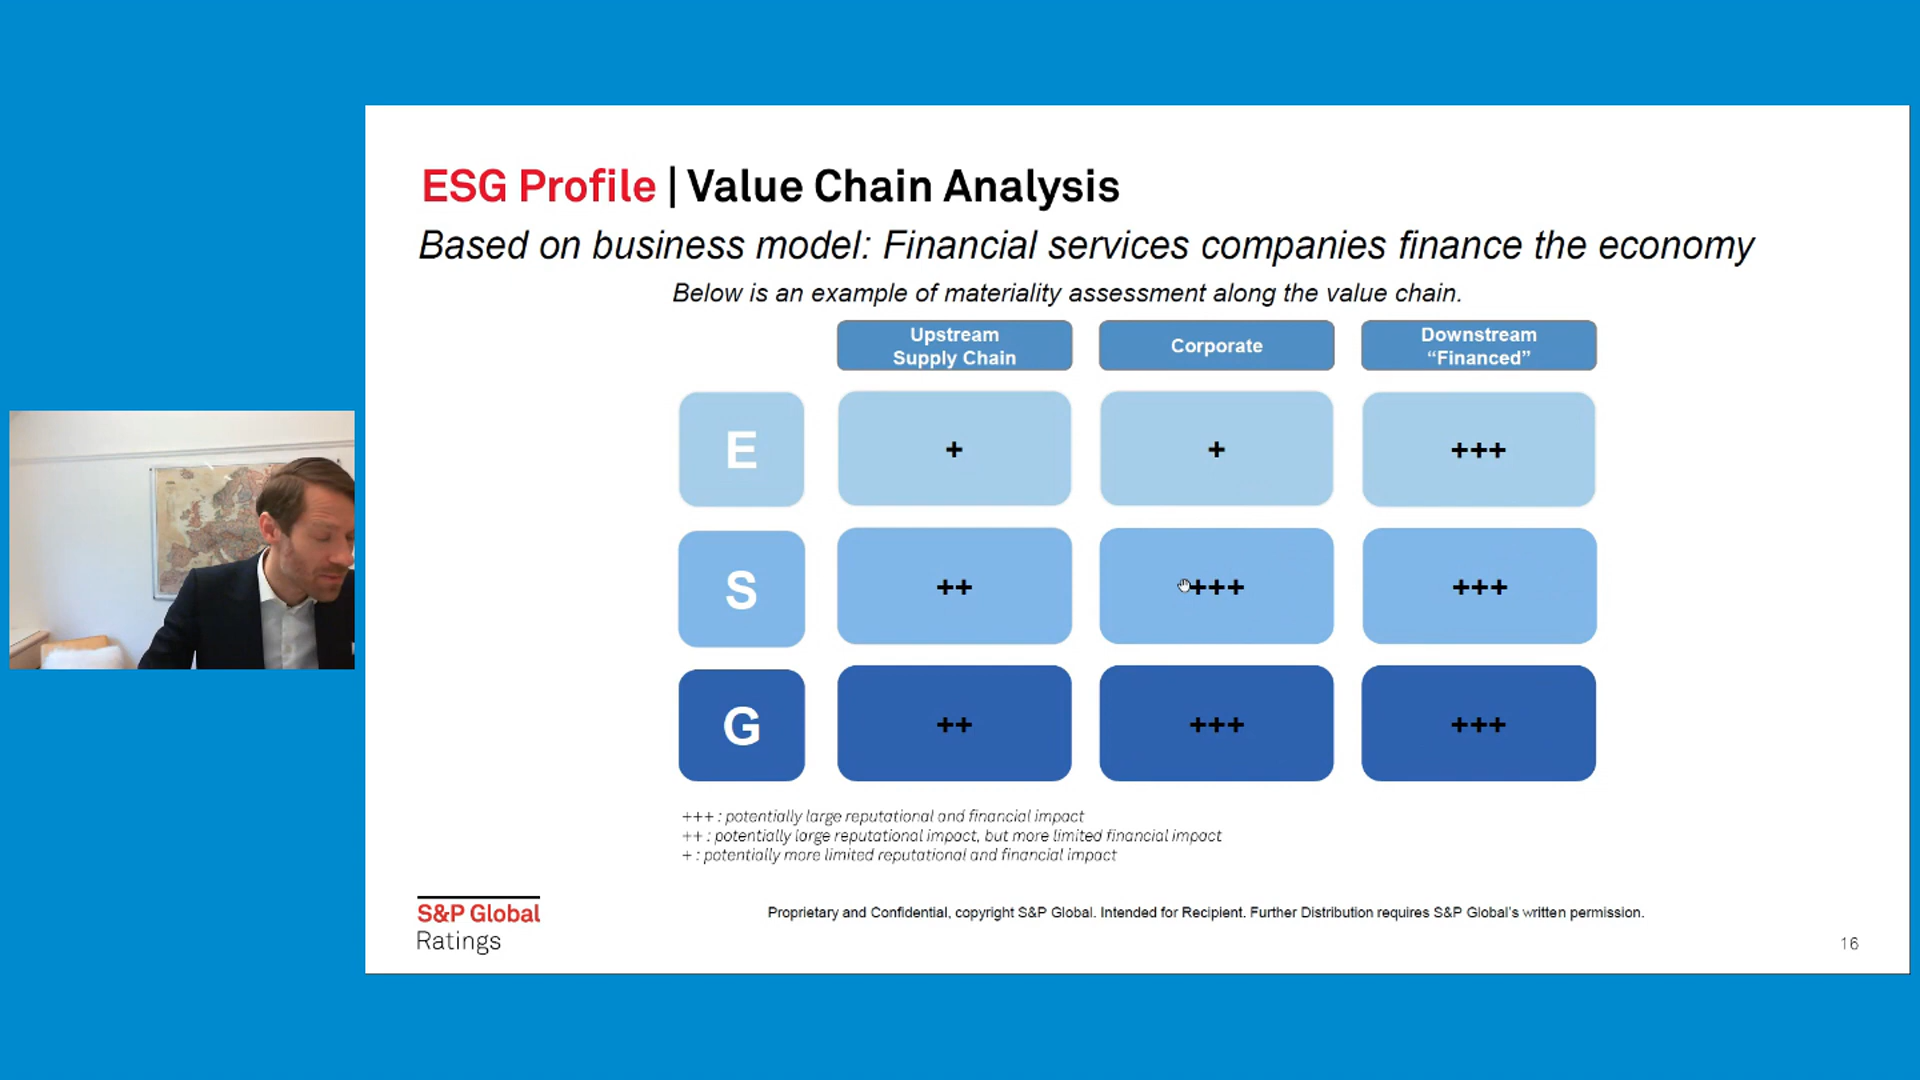 ESG Profile | Value Chain Analysis
Based on business model: Financial services companies finance the economy
Below is an example of materiality assessment along the value chain.
Upstream
Supply Chain
Corporate
Downstream
“Financed”
E
+
+
+++
S
++
+++
+++
G
++
+++
+++
+++ : potentially large reputational and financial impact
++ : potentially large reputational impact, but more limited financial impact
+ : potentially more limited reputational and financial impact
S&P Global
Ratings
Proprietary and Confidential, copyright S&P Global. Intended for Recipient. Further Distribution requires S&P Global’s written permission.
16